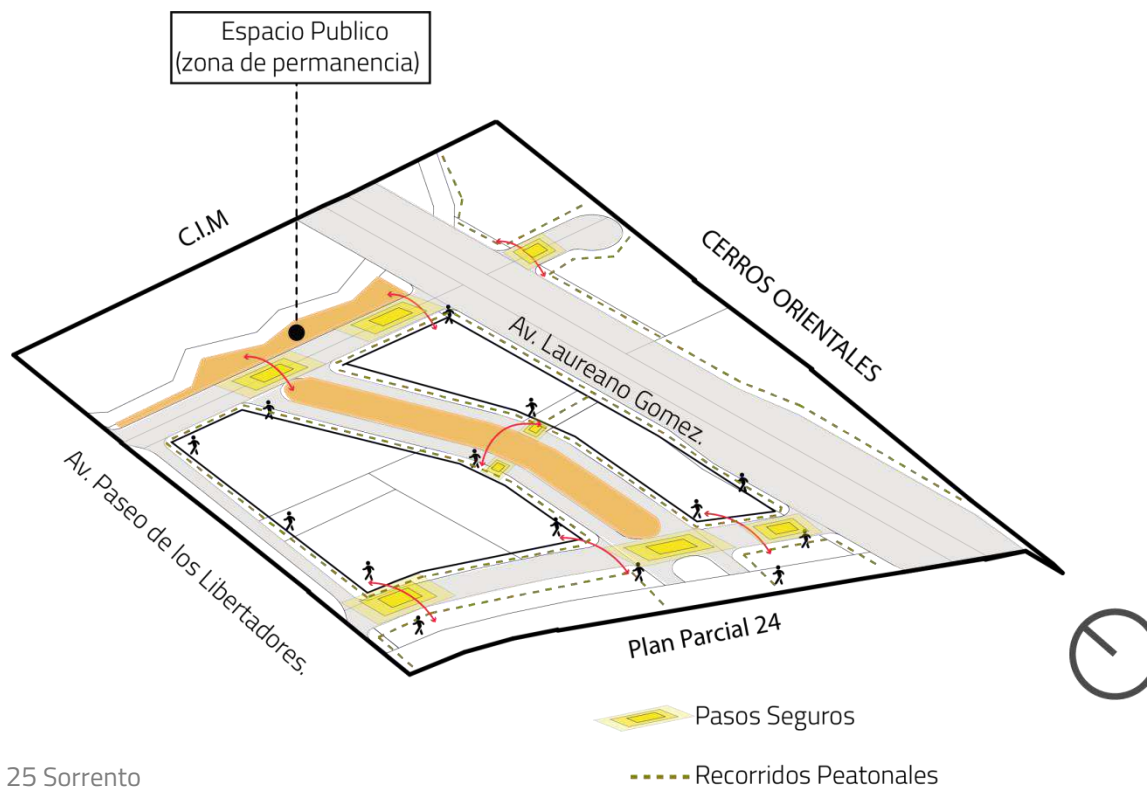 Espacio Publico
(zona de permanencia)
C.I.M
CERROS ORIENTALES
Av. Laureano Gomez.
Av. Paseo de los Libertadores.
Plan Parcial 24
Pasos Seguros
25 Sorrento
Recorridos Peatonales